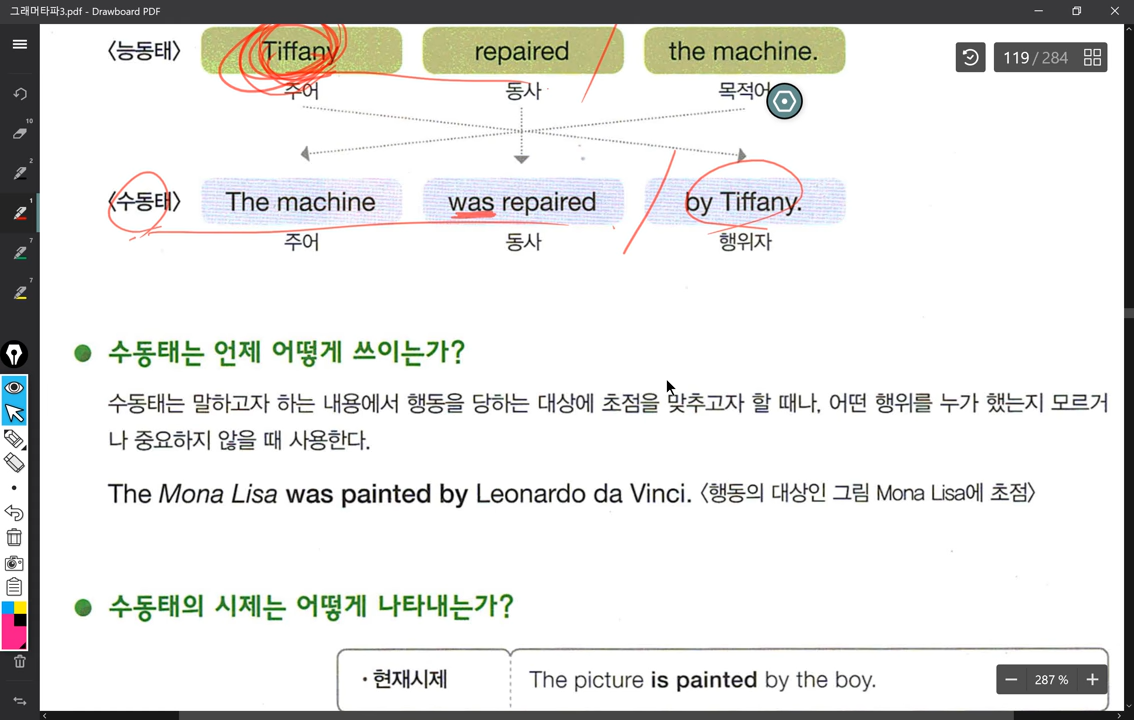 그래머타파3.pdf - Drawboard PDF
119 / 284
〈능동태〉 Tiffany repaired the machine.
주어 동사 목적어
〈수동태〉 The machine was repaired by Tiffany.
주어 동사 행위자
수동태는 언제 어떻게 쓰이는가?
수동태는 말하고자 하는 내용에서 행동을 당하는 대상에 초점을 맞추고자 할 때나, 어떤 행위를 누가 했는지 모르거
나 중요하지 않을 때 사용한다.
The Mona Lisa was painted by Leonardo da Vinci. 〈행동의 대상인 그림 Mona Lisa에 초점〉
수동태의 시제는 어떻게 나타내는가?
· 현재시제 The picture is painted by the boy.
287 %
10
2
1
7
7